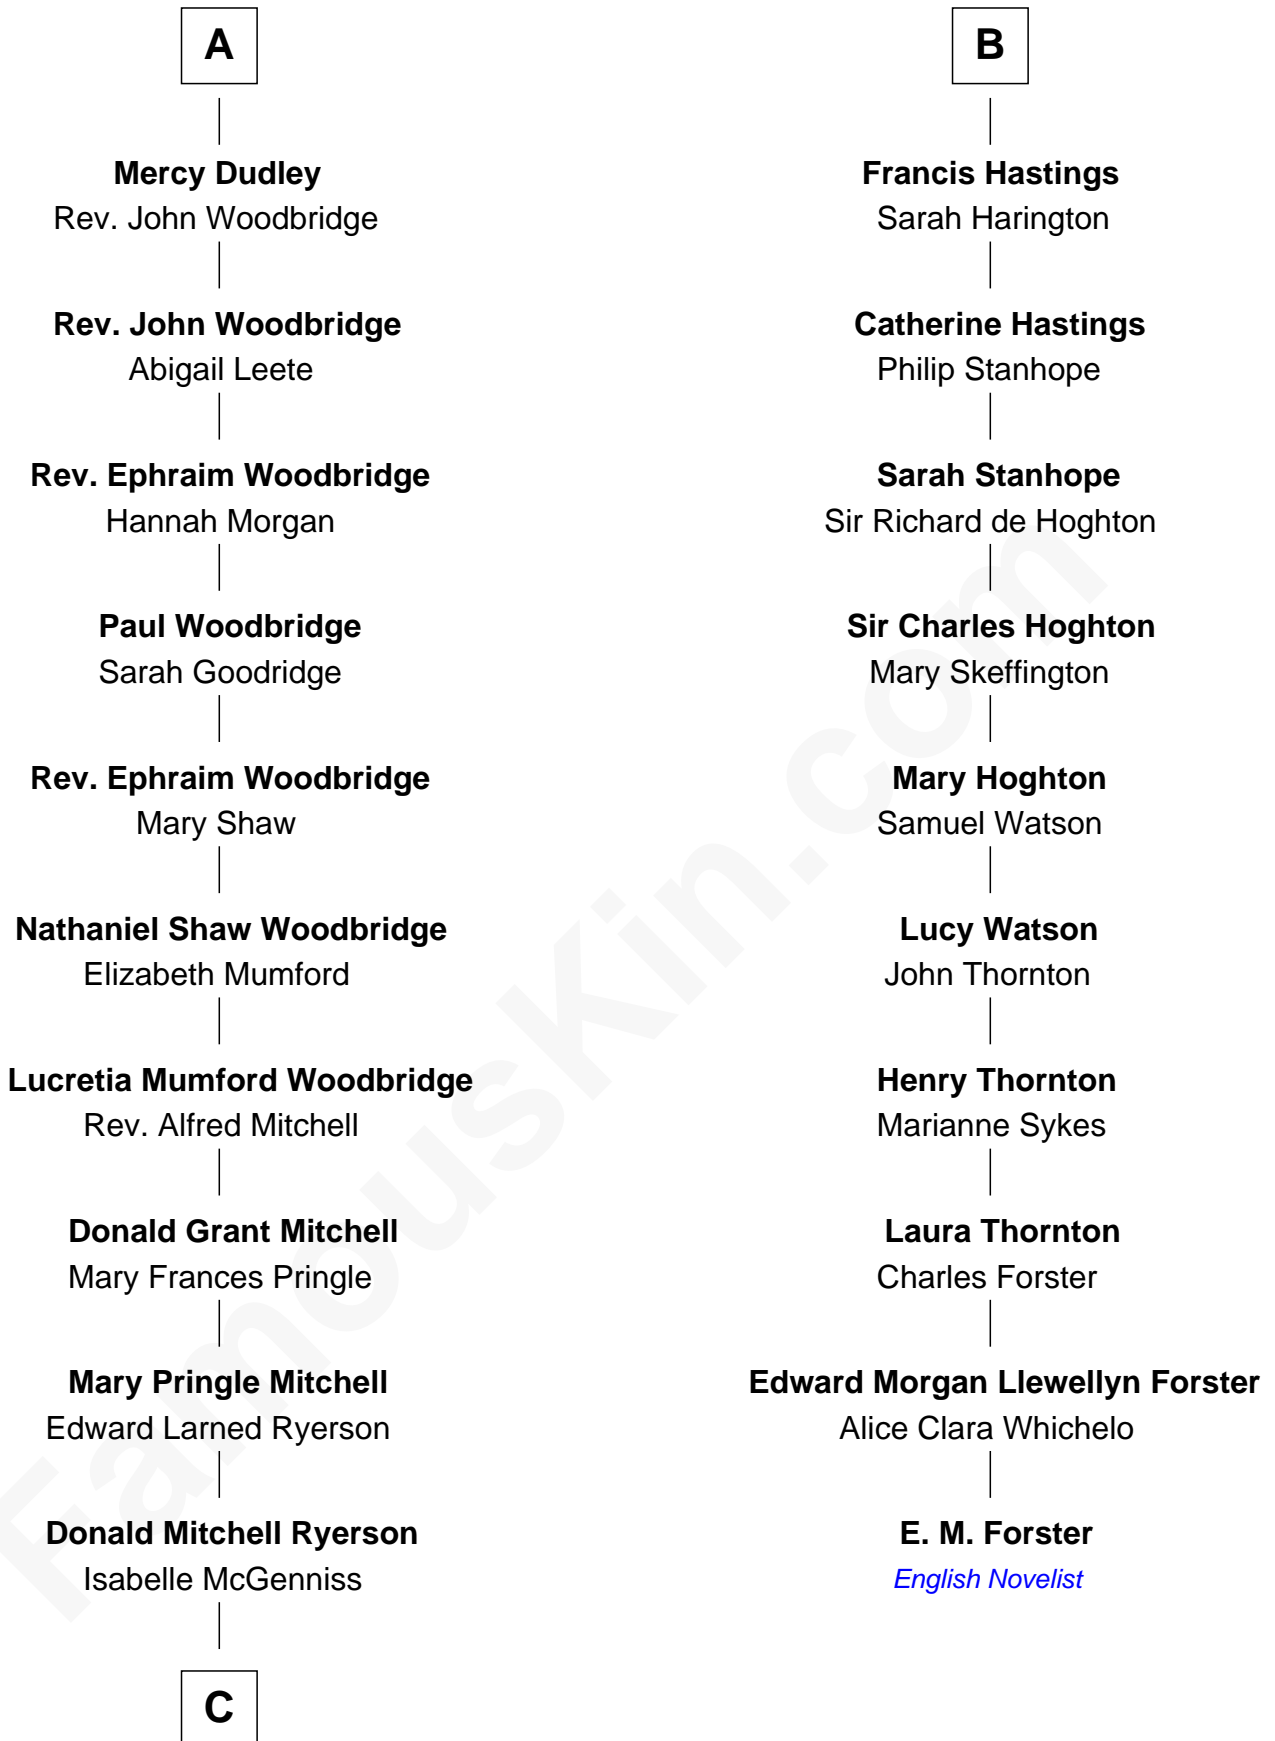 A
Mercy Dudley
Rev. John Woodbridge
Rev. John Woodbridge
Abigail Leete
Rev. Ephraim Woodbridge
Hannah Morgan
Paul Woodbridge
Sarah Goodridge
Rev. Ephraim Woodbridge
Mary Shaw
Nathaniel Shaw Woodbridge
Elizabeth Mumford
Lucretia Mumford Woodbridge
Rev. Alfred Mitchell
Donald Grant Mitchell
Mary Frances Pringle
Mary Pringle Mitchell
Edward Larned Ryerson
Donald Mitchell Ryerson
Isabelle McGenniss
C
B
Francis Hastings
Sarah Harington
Catherine Hastings
Philip Stanhope
Sarah Stanhope
Sir Richard de Hoghton
Sir Charles Hoghton
Mary Skeffington
Mary Hoghton
Samuel Watson
Lucy Watson
John Thornton
Henry Thornton
Marianne Sykes
Laura Thornton
Charles Forster
Edward Morgan Llewellyn Forster
Alice Clara Whichelo
E. M. Forster
English Novelist
FamousKin.com